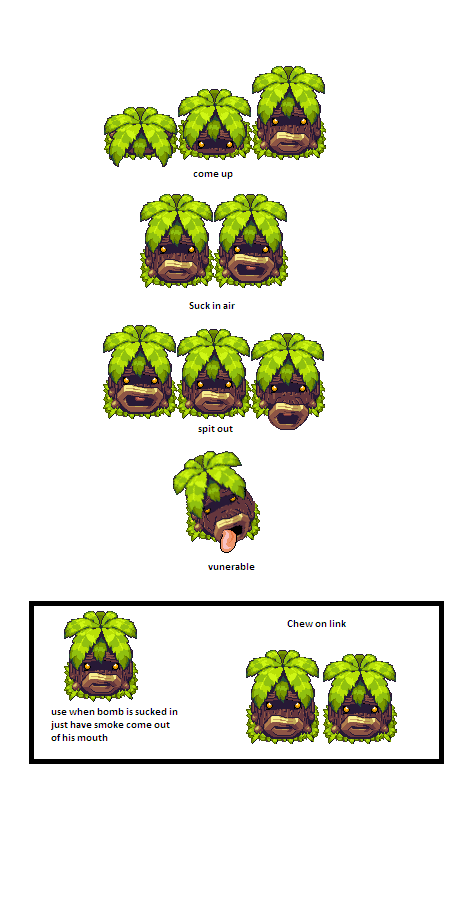 come up
Suck in air
spit out
vunerable
Chew on link
use when bomb is sucked in
just have smoke come out
of his mouth